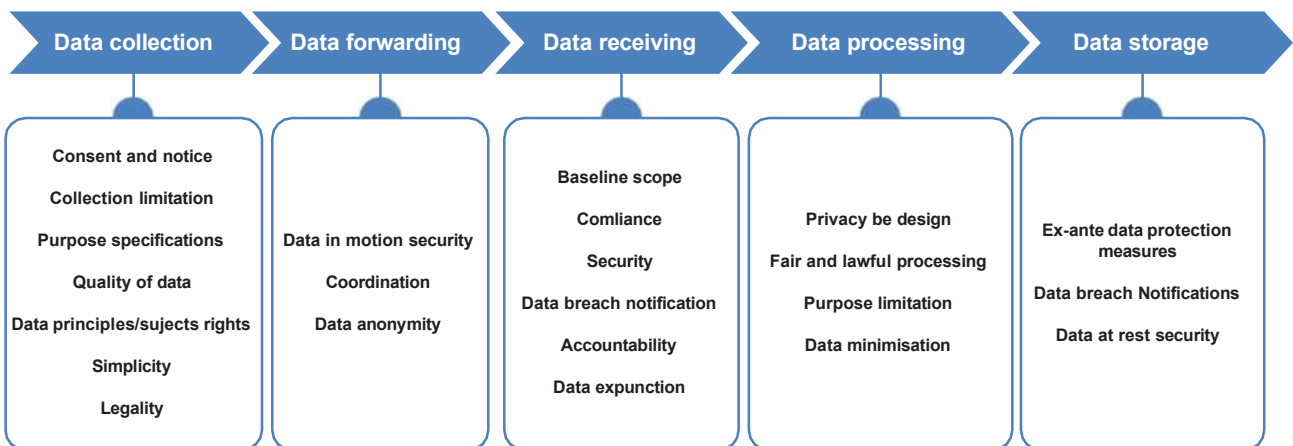 Data collection
Data forwarding
Data receiving
Data processing
Data storage
Consent and notice
Collection limitation
Purpose specifications
Quality of data
Data principles/sujects rights
Simplicity
Legality
Data in motion security
Coordination
Data anonymity
Baseline scope
Comliance
Security
Data breach notification
Accountability
Data expunction
Privacy be design
Fair and lawful processing
Purpose limitation
Data minimisation
Ex-ante data protection
measures
Data breach Notifications
Data at rest security